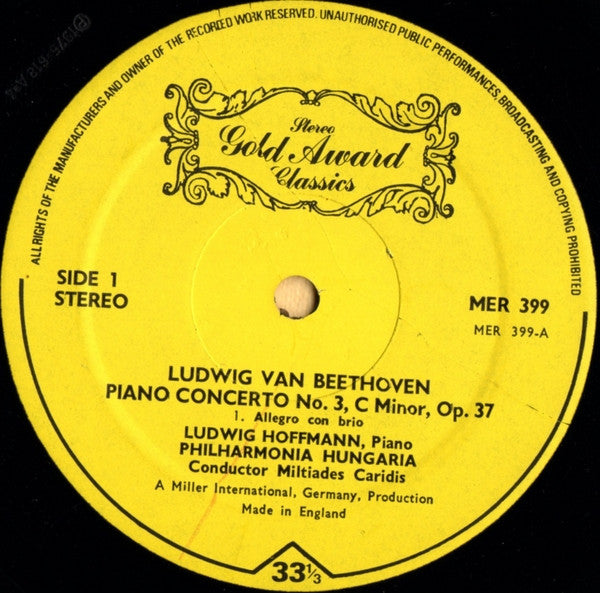 ALL RIGHTS OF THE MANUFACTURERS AND OWNER OF THE RECORDED WORK RESERVED. UNAUTHORISED PUBLIC PERFORMANCES, BROADCASTING AND COPYING PROHIBITED
Stereo
Gold Award
Classics
SIDE 1
STEREO
MER 399
MER 399-A
LUDWIG VAN BEETHOVEN
PIANO CONCERTO No. 3, C Minor, Op. 37
1. Allegro con brio
LUDWIG HOFFMANN, Piano
PHILHARMONIA HUNGARIA
Conductor Miltiades Caridis
A Miller International, Germany, Production
Made in England
33⅓